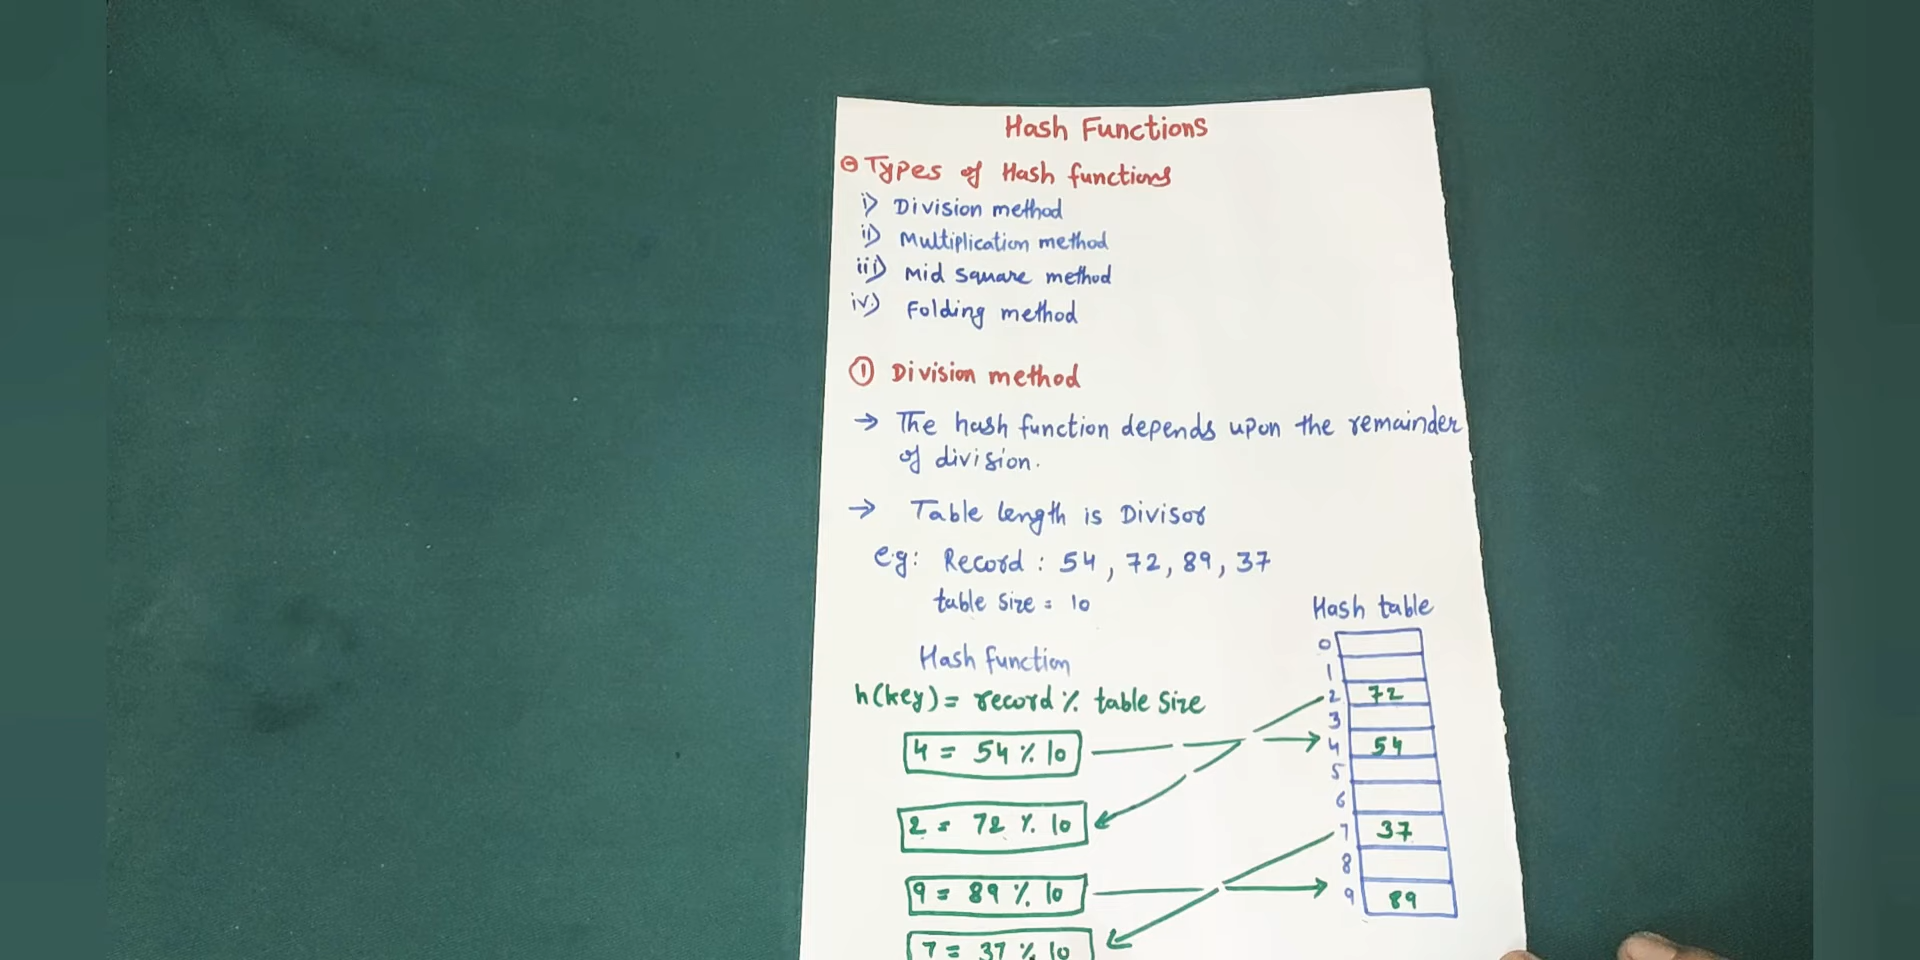 Hash Functions
Types of Hash functions
i) Division method
ii) Multiplication method
iii) Mid square method
iv) Folding method
① Division method
→ The hash function depends upon the remainder
of division.
→ Table length is Divisor
e.g: Record : 54, 72, 89, 37
table size = 10
Hash table
Hash function
h(key) = record % table size
4 = 54 % 10
2 = 72 % 10
9 = 89 % 10
7 = 37 % 10
0
1
2 72
3
4 54
5
6
7 37
8
9 89